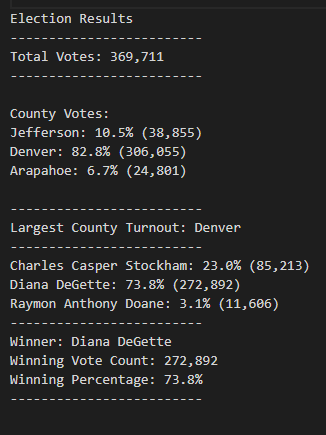 Election Results
-------------------------
Total Votes: 369,711
-------------------------
County Votes:
Jefferson: 10.5% (38,855)
Denver: 82.8% (306,055)
Arapahoe: 6.7% (24,801)
-------------------------
Largest County Turnout: Denver
-------------------------
Charles Casper Stockham: 23.0% (85,213)
Diana DeGette: 73.8% (272,892)
Raymon Anthony Doane: 3.1% (11,606)
-------------------------
Winner: Diana DeGette
Winning Vote Count: 272,892
Winning Percentage: 73.8%
-------------------------